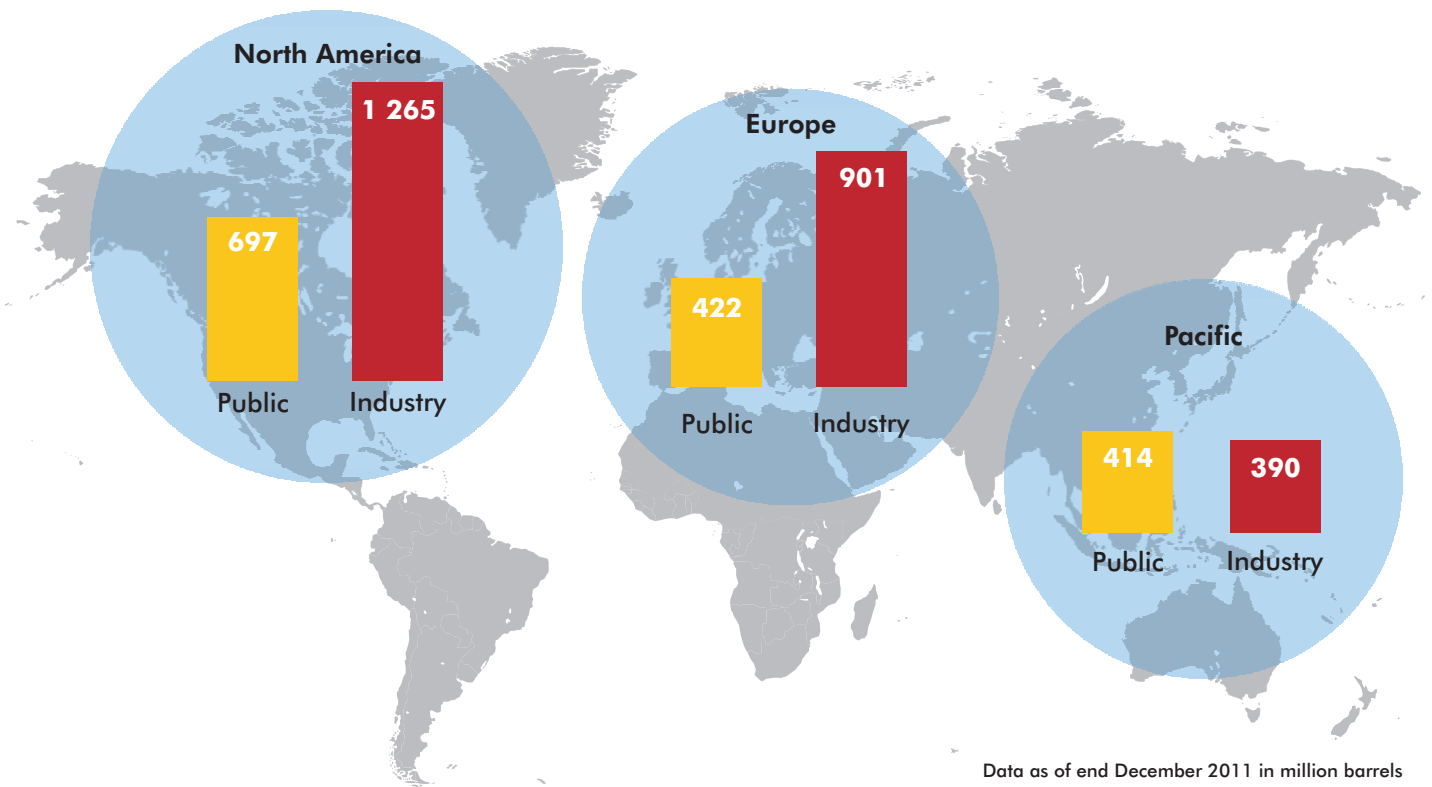 North America
1 265
697
Public Industry
Europe
901
422
Public Industry
Pacific
414 390
Public Industry
Data as of end December 2011 in million barrels